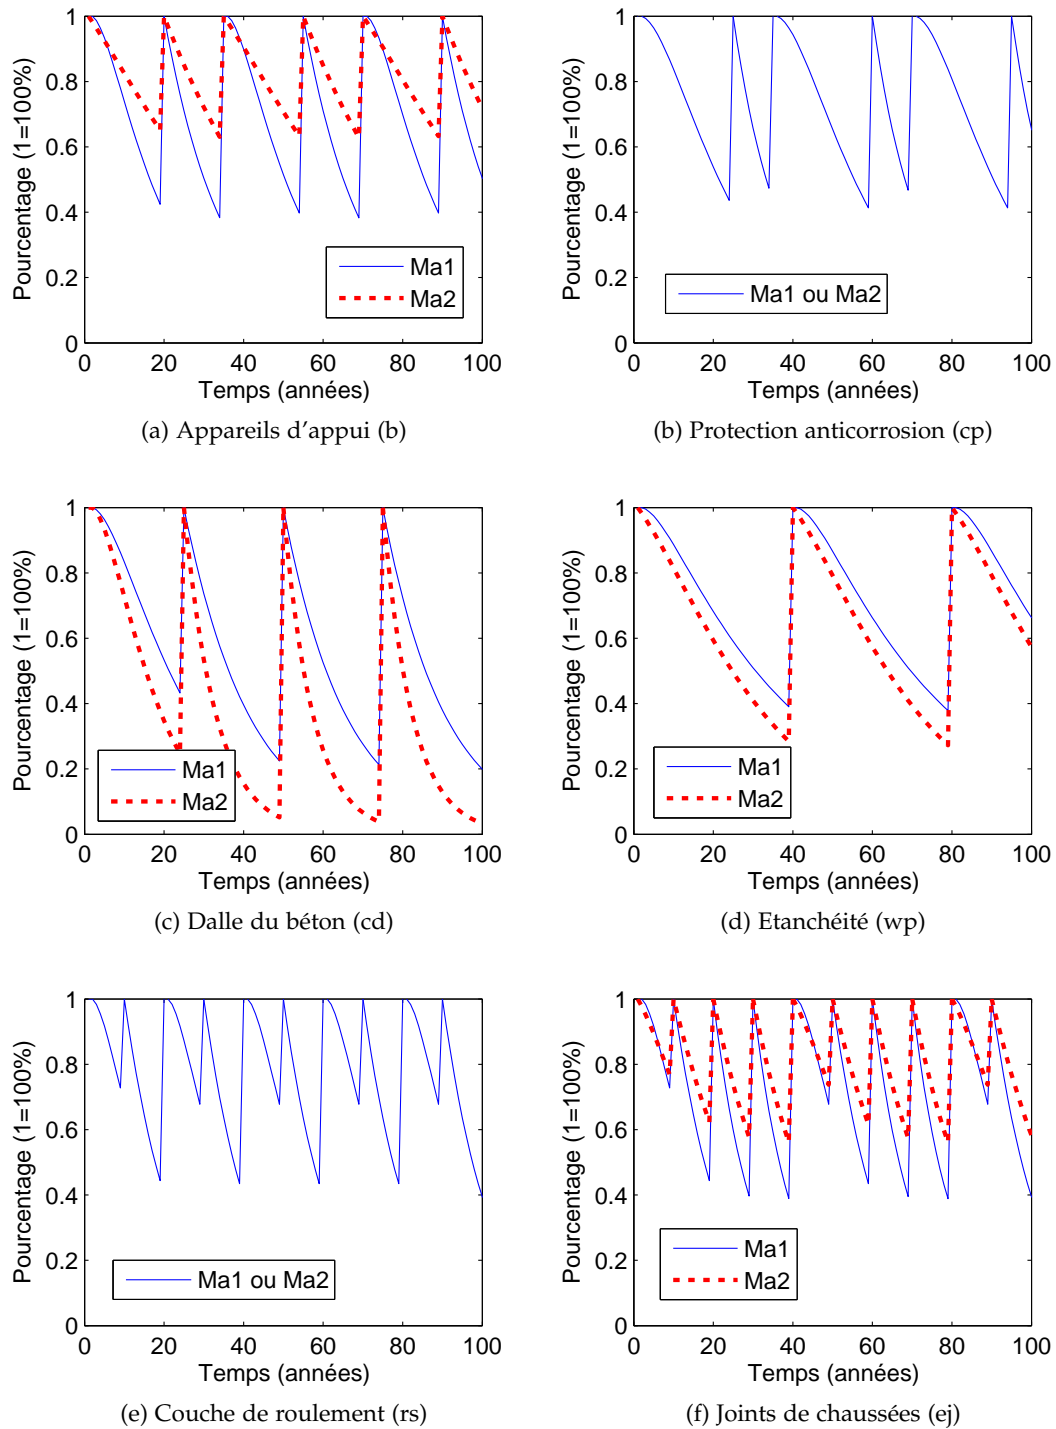 Pourcentage (1=100%)
1
0.8
0.6
0.4
0.2
0
0 20 40 60 80 100
Temps (années)
Ma1
Ma2
(a) Appareils d'appui (b)
Pourcentage (1=100%)
1
0.8
0.6
0.4
0.2
0
0 20 40 60 80 100
Temps (années)
Ma1 ou Ma2
(b) Protection anticorrosion (cp)
Pourcentage (1=100%)
1
0.8
0.6
0.4
0.2
0
0 20 40 60 80 100
Temps (années)
Ma1
Ma2
(c) Dalle du béton (cd)
Pourcentage (1=100%)
1
0.8
0.6
0.4
0.2
0
0 20 40 60 80 100
Temps (années)
Ma1
Ma2
(d) Etanchéité (wp)
Pourcentage (1=100%)
1
0.8
0.6
0.4
0.2
0
0 20 40 60 80 100
Temps (années)
Ma1 ou Ma2
(e) Couche de roulement (rs)
Pourcentage (1=100%)
1
0.8
0.6
0.4
0.2
0
0 20 40 60 80 100
Temps (années)
Ma1
Ma2
(f) Joints de chaussées (ej)